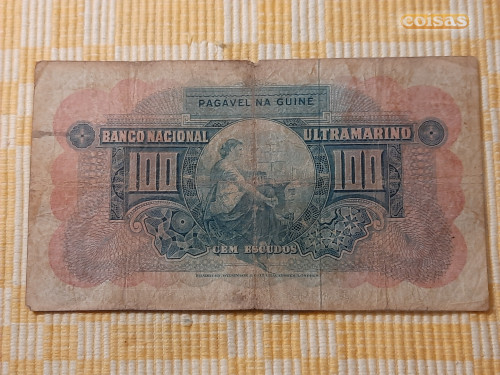 coisas
PAGAVEL NA GUINÉ
BANCO NACIONAL ULTRAMARINO
100 100
CEM ESCUDOS